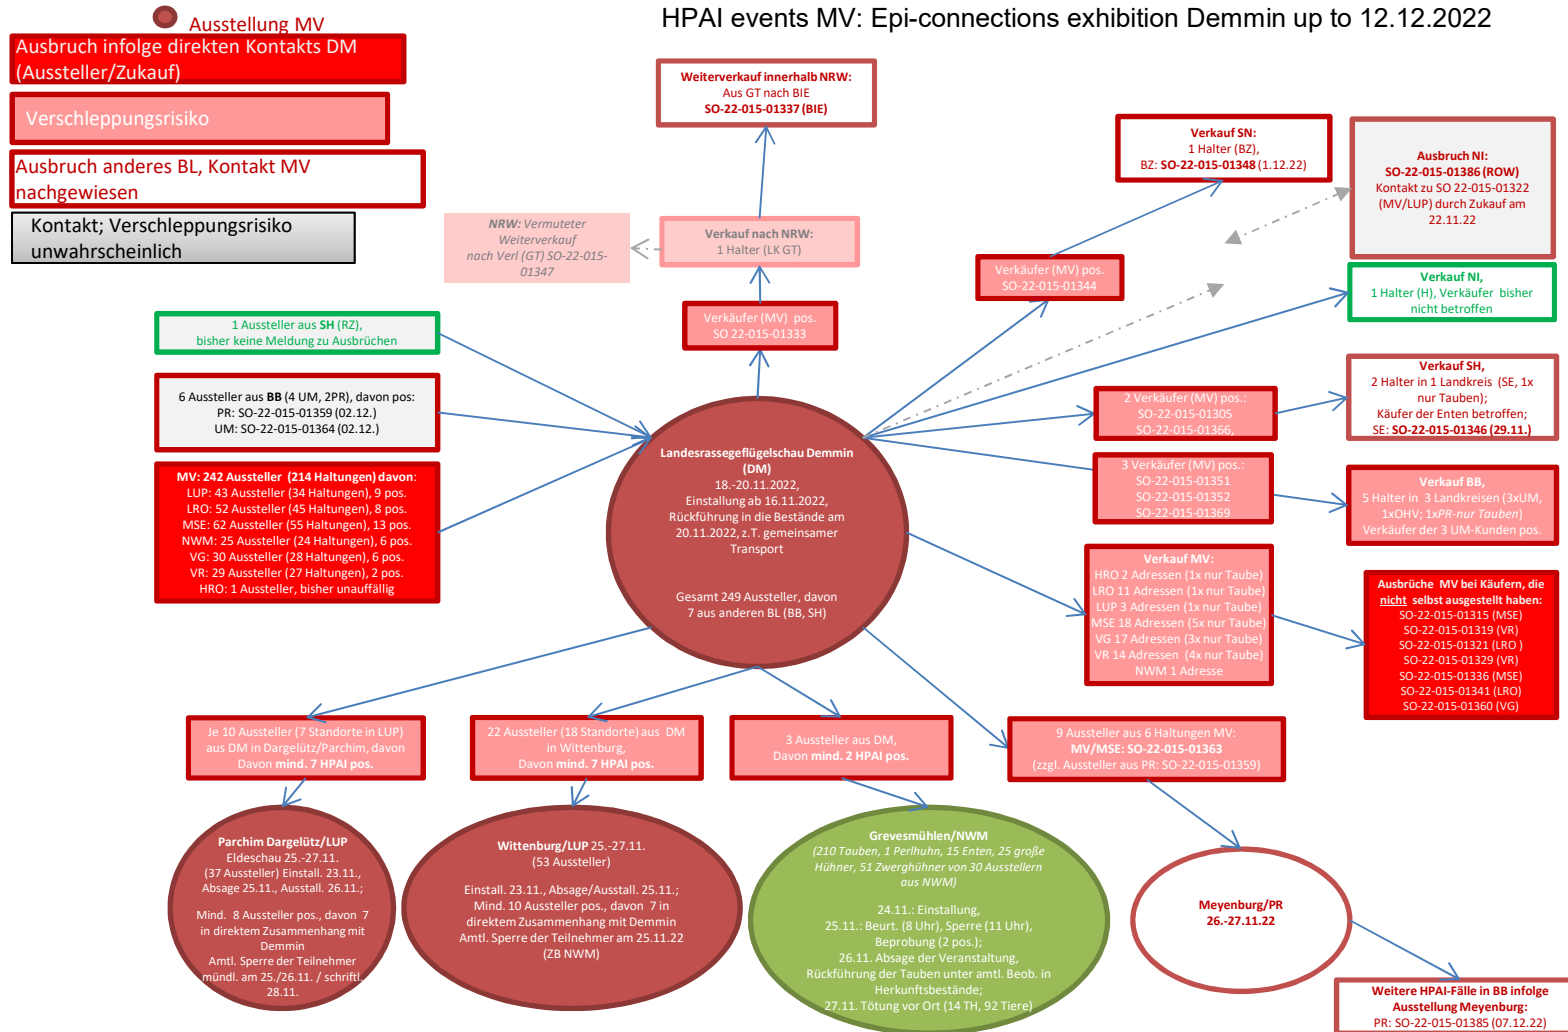 HPAI events MV: Epi-connections exhibition Demmin up to 12.12.2022
Ausstellung MV
Ausbruch infolge direkten Kontakts DM
(Aussteller/Zukauf)
Verschleppungsrisiko
Ausbruch anderes BL, Kontakt MV
nachgewiesen
Kontakt; Verschleppungsrisiko
unwahrscheinlich
Weiterverkauf innerhalb NRW:
Aus GT nach BIE
SO-22-015-01337 (BIE)
NRW: Vermuteter
Weiterverkauf
nach Verl (GT) SO-22-015-
01347
Verkauf nach NRW:
1 Halter (LK GT)
Verkäufer (MV) pos.
SO 22-015-01333
Verkauf SN:
1 Halter (BZ),
BZ: SO-22-015-01348 (1.12.22)
Verkäufer (MV) pos.
SO-22-015-01344
Ausbruch NI:
SO-22-015-01386 (ROW)
Kontakt zu SO 22-015-01322
(MV/LUP) durch Zukauf am
22.11.22
Verkauf NI,
1 Halter (H), Verkäufer bisher
nicht betroffen
1 Aussteller aus SH (RZ),
bisher keine Meldung zu Ausbrüchen
6 Aussteller aus BB (4 UM, 2PR), davon pos:
PR: SO-22-015-01359 (02.12.)
UM: SO-22-015-01364 (02.12.)
MV: 242 Aussteller (214 Haltungen) davon:
LUP: 43 Aussteller (34 Haltungen), 9 pos.
LRO: 52 Aussteller (45 Haltungen), 8 pos.
MSE: 62 Aussteller (55 Haltungen), 13 pos.
NWM: 25 Aussteller (24 Haltungen), 6 pos.
VG: 30 Aussteller (28 Haltungen), 6 pos.
VR: 29 Aussteller (27 Haltungen), 2 pos.
HRO: 1 Aussteller, bisher unauffällig
Landesrassegeflügelschau Demmin
(DM)
18.-20.11.2022,
Einstallung ab 16.11.2022,
Rückführung in die Bestände am
20.11.2022, z.T. gemeinsamer
Transport
Gesamt 249 Aussteller, davon
7 aus anderen BL (BB, SH)
2 Verkäufer (MV) pos.:
SO-22-015-01305
SO-22-015-01366,
Verkauf SH,
2 Halter in 1 Landkreis (SE, 1x
nur Tauben);
Käufer der Enten betroffen;
SE: SO-22-015-01346 (29.11.)
3 Verkäufer (MV) pos.:
SO-22-015-01351
SO-22-015-01352
SO-22-015-01369
Verkauf BB,
5 Halter in 3 Landkreisen (3xUM,
1xOHV; 1xPR-nur Tauben)
Verkäufer der 3 UM-Kunden pos.
Verkauf MV:
HRO 2 Adressen (1x nur Taube)
LRO 11 Adressen (1x nur Taube)
LUP 3 Adressen (1x nur Taube)
MSE 18 Adressen (5x nur Taube)
VG 17 Adressen (3x nur Taube)
VR 14 Adressen (4x nur Taube)
NWM 1 Adresse
Ausbrüche MV bei Käufern, die
nicht selbst ausgestellt haben:
SO-22-015-01315 (MSE)
SO-22-015-01319 (VR)
SO-22-015-01321 (LRO )
SO-22-015-01329 (VR)
SO-22-015-01336 (MSE)
SO-22-015-01341 (LRO)
SO-22-015-01360 (VG)
Je 10 Aussteller (7 Standorte in LUP)
aus DM in Dargelütz/Parchim, davon
Davon mind. 7 HPAI pos.
22 Aussteller (18 Standorte) aus DM
in Wittenburg,
Davon mind. 7 HPAI pos.
3 Aussteller aus DM,
Davon mind. 2 HPAI pos.
9 Aussteller aus 6 Haltungen MV:
MV/MSE: SO-22-015-01363
(zzgl. Aussteller aus PR: SO-22-015-01359)
Parchim Dargelütz/LUP
Eldeschau 25.-27.11.
(37 Aussteller) Einstall. 23.11.,
Absage 25.11., Ausstall. 26.11.;
Mind. 8 Aussteller pos., davon 7
in direktem Zusammenhang mit
Demmin
Amtl. Sperre der Teilnehmer
mündl. am 25./26.11. / schriftl.
28.11.
Wittenburg/LUP 25.-27.11.
(53 Aussteller)
Einstall. 23.11., Absage/Ausstall. 25.11.;
Mind. 10 Aussteller pos., davon 7 in
direktem Zusammenhang mit Demmin
Amtl. Sperre der Teilnehmer am 25.11.22
(ZB NWM)
Grevesmühlen/NWM
(210 Tauben, 1 Perlhuhn, 15 Enten, 25 große
Hühner, 51 Zwerghühner von 30 Ausstellern
aus NWM)
24.11.: Einstallung,
25.11.: Beurt. (8 Uhr), Sperre (11 Uhr),
Beprobung (2 pos.);
26.11. Absage der Veranstaltung,
Rückführung der Tauben unter amtl. Beob. in
Herkunftsbestände;
27.11. Tötung vor Ort (14 TH, 92 Tiere)
Meyenburg/PR
26.-27.11.22
Weitere HPAI-Fälle in BB infolge
Ausstellung Meyenburg:
PR: SO-22-015-01385 (07.12.22)